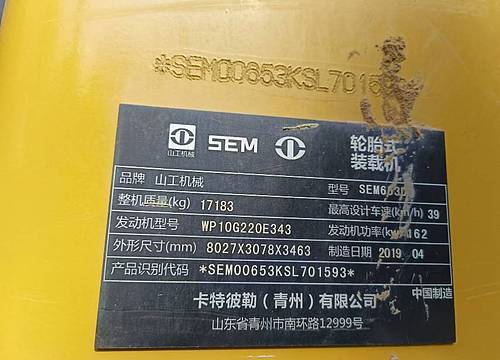 *SEM00653KSL70159
山工机械 SEM 轮胎式
装载机
品牌 山工机械 型号 SEM653D
整机质量(kg) 17183 最高设计车速(km/h) 39
发动机型号 WP10G220E343 发动机功率(kw) 162
外形尺寸(mm) 8027X3078X3463 制造日期 2019 04
产品识别代码 *SEM00653KSL701593*
卡特彼勒（青州）有限公司 中国制造
山东省青州市南环路12999号